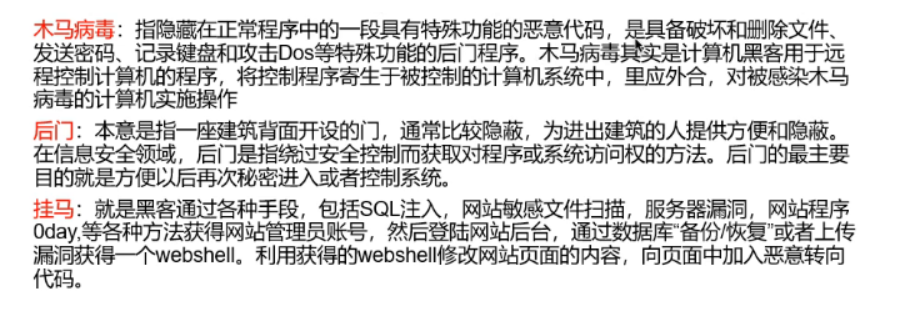 木马病毒：指隐藏在正常程序中的一段具有特殊功能的恶意代码，是具备破坏和删除文件、
发送密码、记录键盘和攻击Dos等特殊功能的后门程序。木马病毒其实是计算机黑客用于远
程控制计算机的程序，将控制程序寄生于被控制的计算机系统中，里应外合，对被感染木马
病毒的计算机实施操作
后门：本意是指一座建筑背面开设的门，通常比较隐蔽，为进出建筑的人提供方便和隐蔽。
在信息安全领域，后门是指绕过安全控制而获取对程序或系统访问权的方法。后门的最主要
目的就是方便以后再次秘密进入或者控制系统。
挂马：就是黑客通过各种手段，包括SQL注入，网站敏感文件扫描，服务器漏洞，网站程序
0day,等各种方法获得网站管理员账号，然后登陆网站后台，通过数据库“备份/恢复”或者上传
漏洞获得一个webshell。利用获得的webshell修改网站页面的内容，向页面中加入恶意转向
代码。